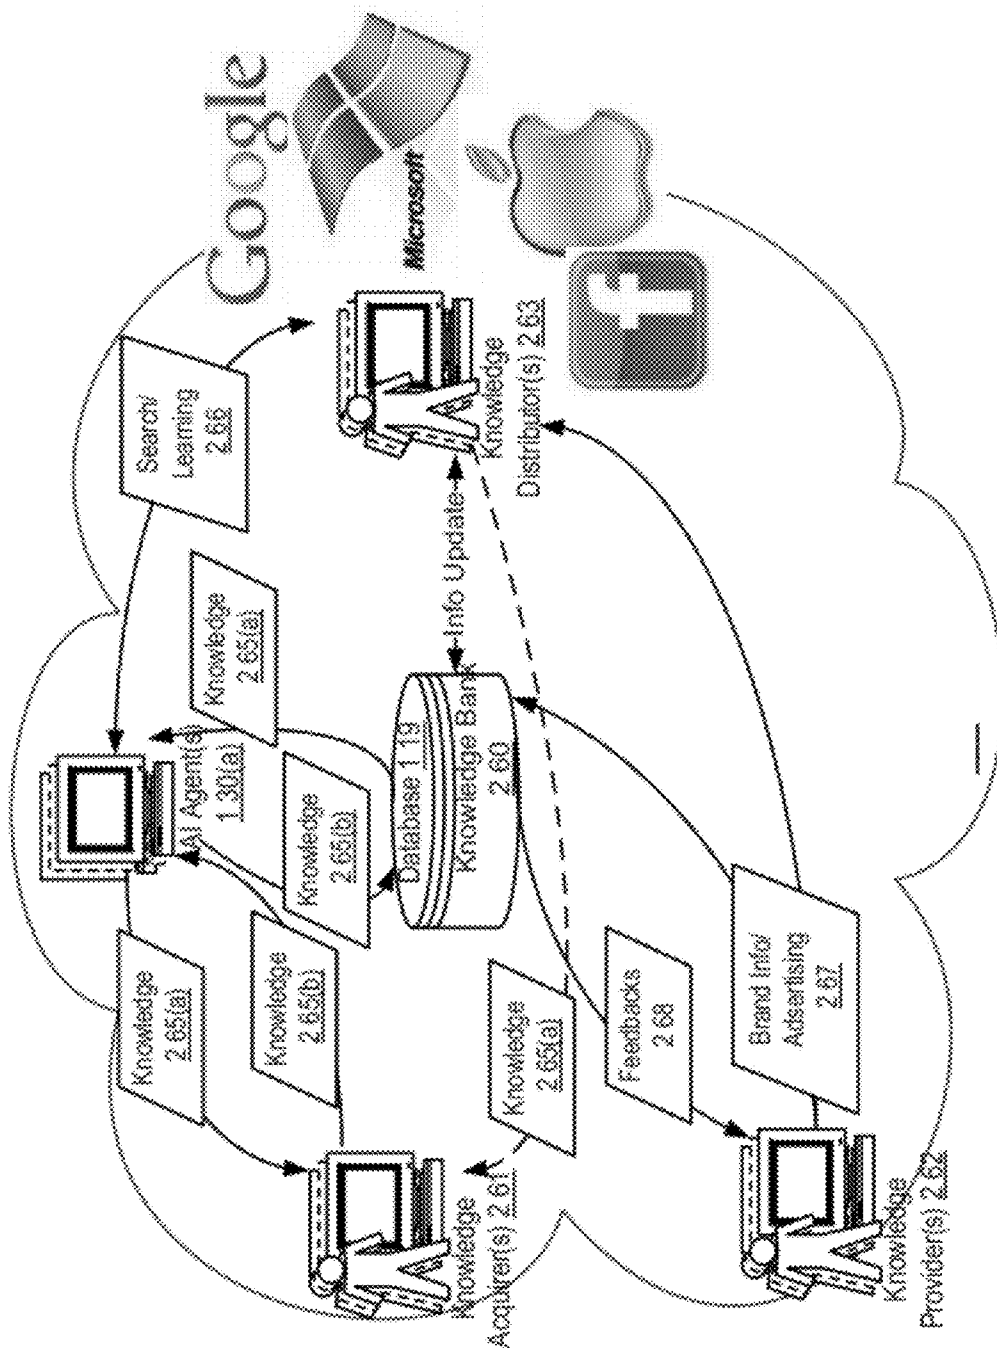 Knowledge
2.65(a)
Search/
Learning
2.66
AI Agent(s)
1.30(a)
Knowledge
2.65(a)
Google
Knowledge
2.65(b)
Knowledge
2.65(b)
Microsoft
Database 1.19
Knowledge Bank
2.60
Info Update
Knowledge
Acquirer(s) 2.61
Knowledge
Distributor(s) 2.63
Knowledge
2.65(a)
f
Feedbacks
2.68
Brand Info/
Adsertising
2.67
Knowledge
Provider(s) 2.62